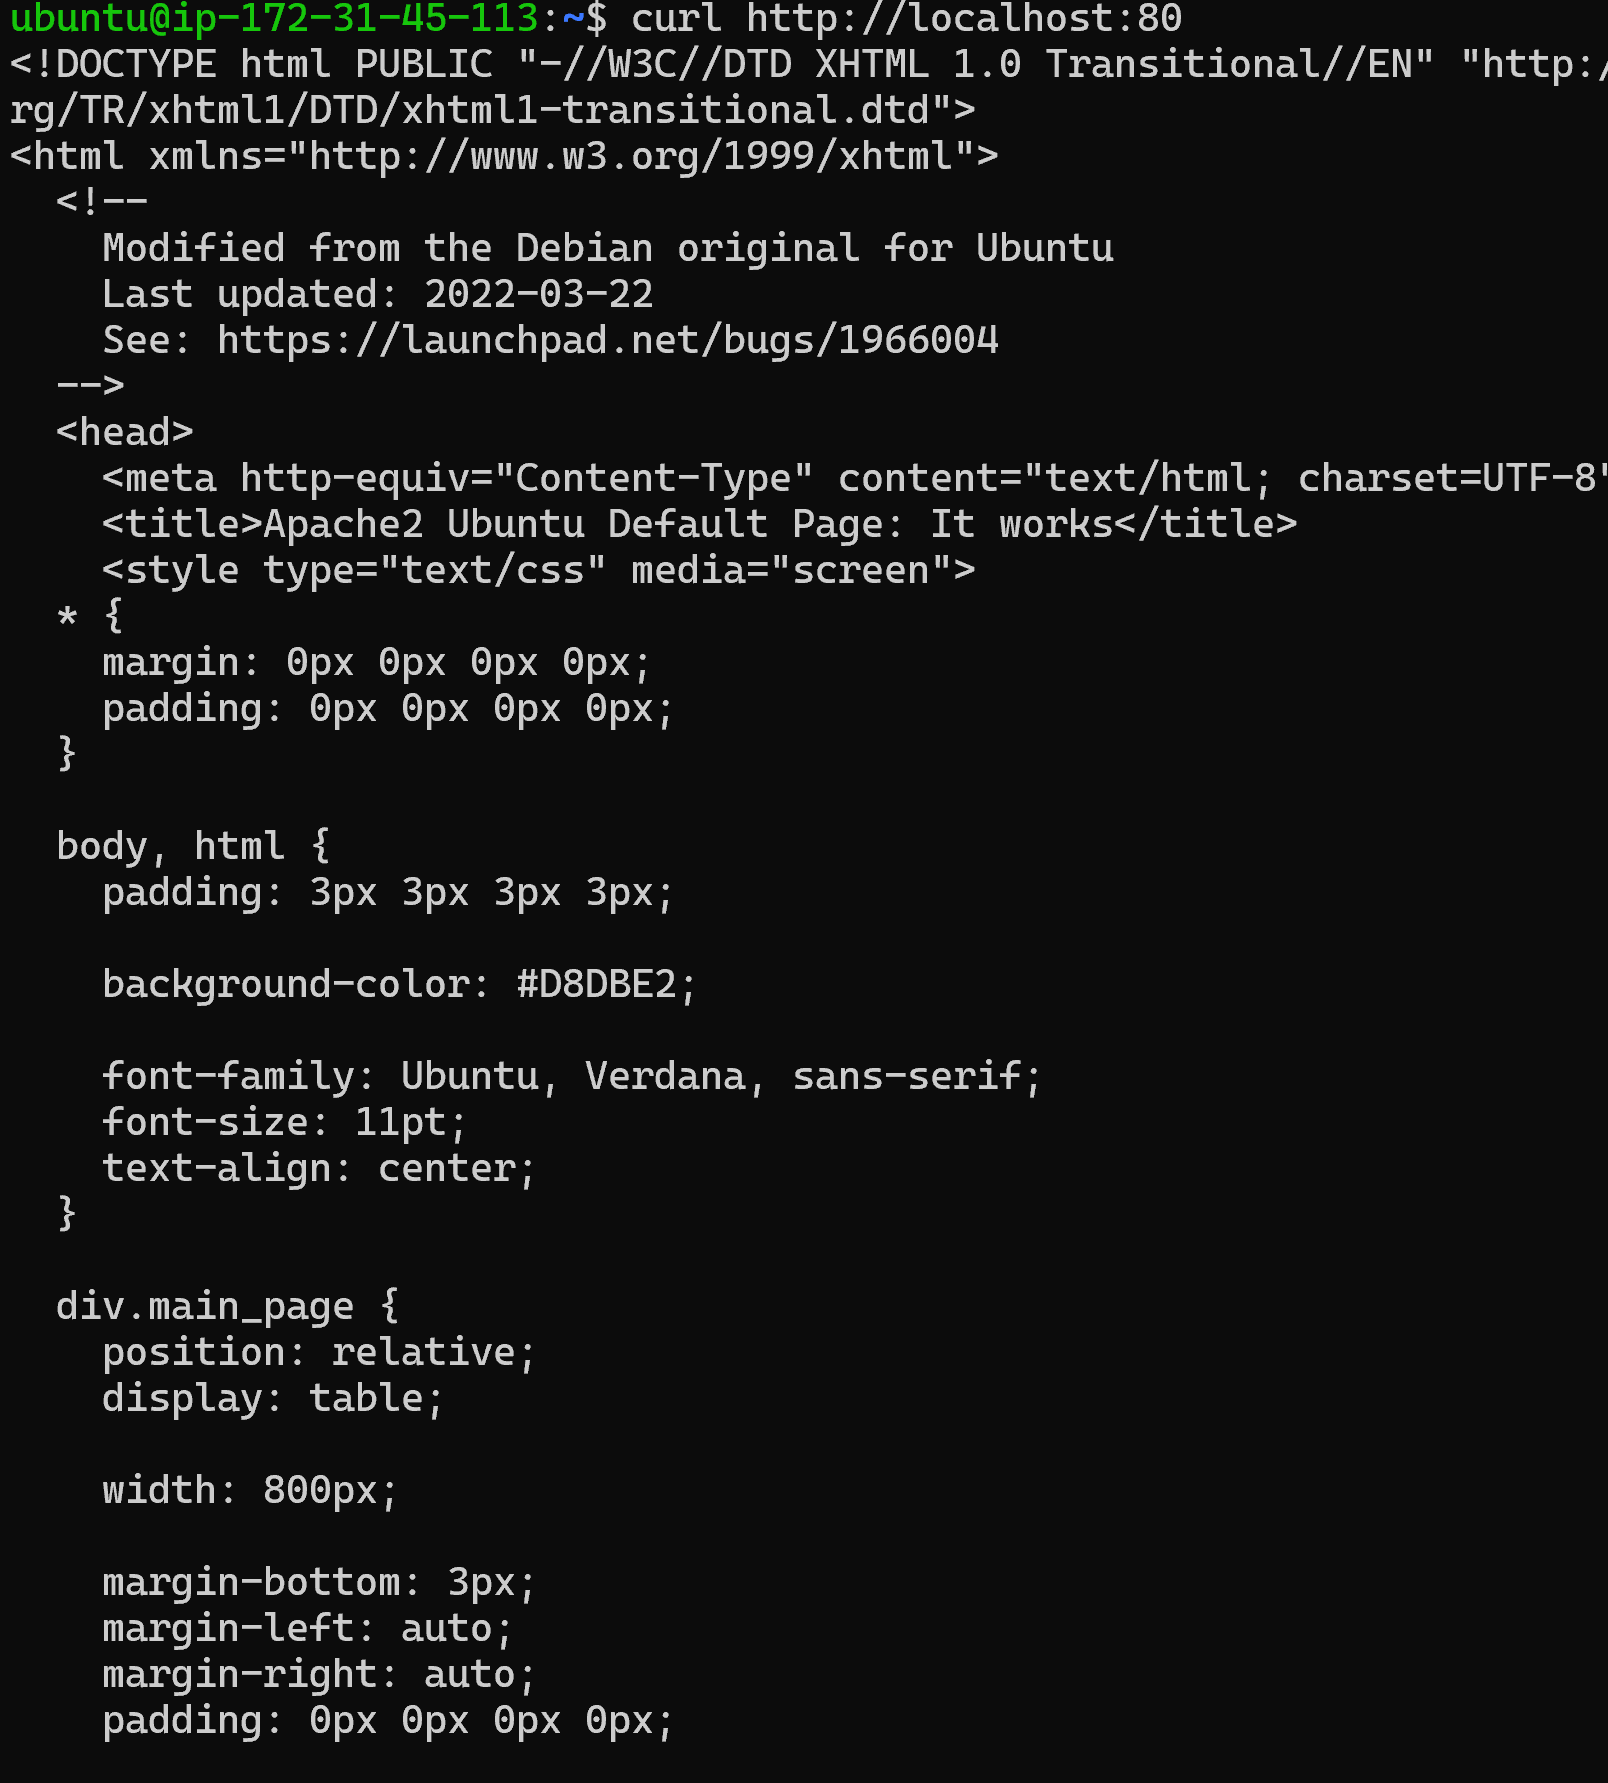 ubuntu@ip-172-31-45-113:~$ curl http://localhost:80
<!DOCTYPE html PUBLIC "-//W3C//DTD XHTML 1.0 Transitional//EN" "http:/
rg/TR/xhtml1/DTD/xhtml1-transitional.dtd">
<html xmlns="http://www.w3.org/1999/xhtml">
  <!--
    Modified from the Debian original for Ubuntu
    Last updated: 2022-03-22
    See: https://launchpad.net/bugs/1966004
  -->
  <head>
    <meta http-equiv="Content-Type" content="text/html; charset=UTF-8"
    <title>Apache2 Ubuntu Default Page: It works</title>
    <style type="text/css" media="screen">
  * {
    margin: 0px 0px 0px 0px;
    padding: 0px 0px 0px 0px;
  }

  body, html {
    padding: 3px 3px 3px 3px;

    background-color: #D8DBE2;

    font-family: Ubuntu, Verdana, sans-serif;
    font-size: 11pt;
    text-align: center;
  }

  div.main_page {
    position: relative;
    display: table;

    width: 800px;

    margin-bottom: 3px;
    margin-left: auto;
    margin-right: auto;
    padding: 0px 0px 0px 0px;